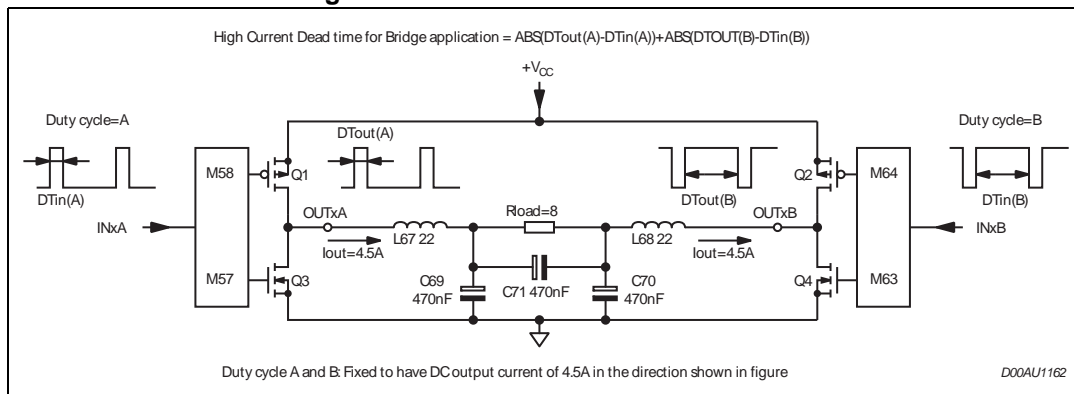 High Current Dead time for Bridge application = ABS(DTout(A)-DTin(A))+ABS(DTOUT(B)-DTin(B))
+VCC
Duty cycle=A
DTout(A)
Duty cycle=B
M58
Q1
Q2
M64
DTin(A)
DTout(B)
DTin(B)
INxA
OUTxA
Rload=8
OUTxB
INxB
L67 22
L68 22
Iout=4.5A
Iout=4.5A
M57
Q3
C69
470nF
C71 470nF
C70
470nF
Q4
M63
Duty cycle A and B: Fixed to have DC output current of 4.5A in the direction shown in figure
D00AU1162